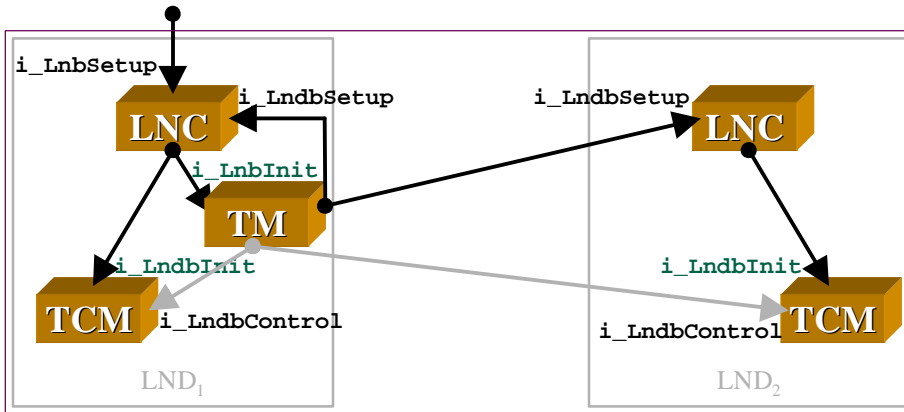 i_LnbSetup
i_LndbSetup
i_LndbSetup
LNC
LNC
i_LnbInit
TM
i_LndbInit
i_LndbInit
TCM
i_LndbControl
i_LndbControl
TCM
LND1
LND2